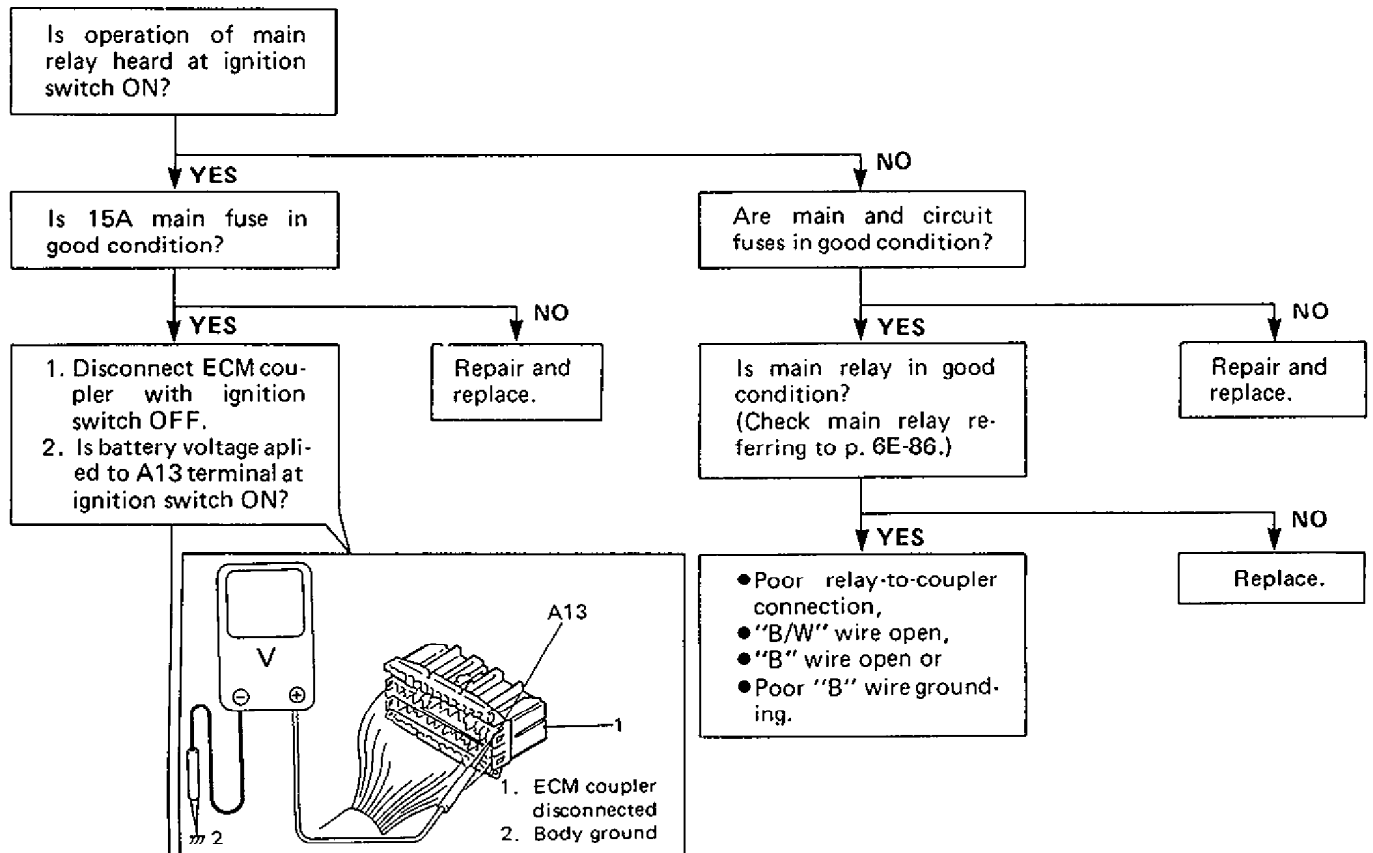 Is operation of main
relay heard at ignition
switch ON?
YES
NO
Is 15A main fuse in
good condition?
Are main and circuit
fuses in good condition?
YES
NO
YES
NO
1. Disconnect ECM cou-
pler with ignition
switch OFF.
2. Is battery voltage apli-
ed to A13 terminal at
ignition switch ON?
Repair and
replace.
Is main relay in good
condition?
(Check main relay re-
ferring to p. 6E-86.)
Repair and
replace.
YES
NO
●Poor relay-to-coupler
connection,
●"B/W" wire open,
●"B" wire open or
●Poor "B" wire ground-
ing.
Replace.
A13
V
⊖ ⊕
1
2
1. ECM coupler
disconnected
2. Body ground